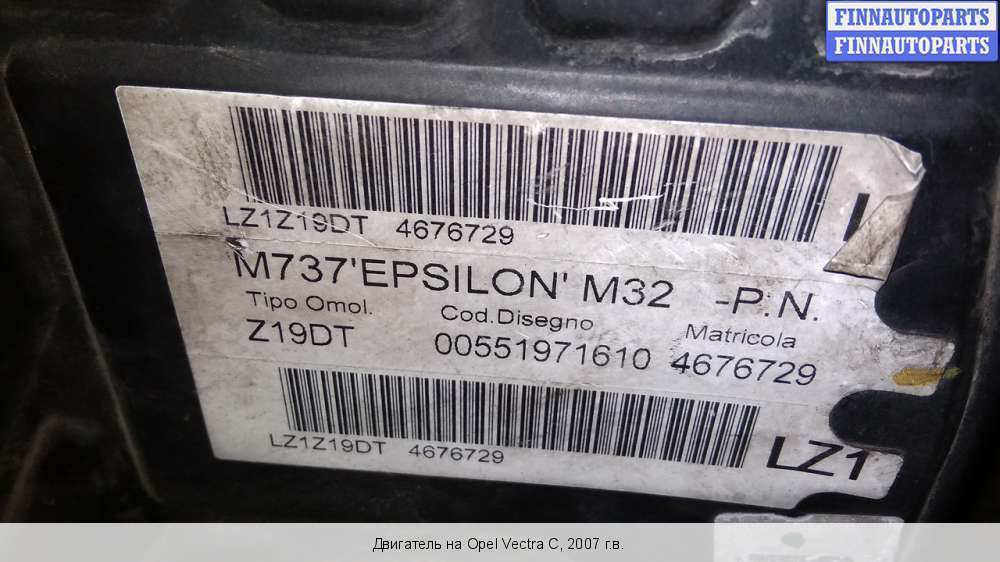 FINNAUTOPARTS
FINNAUTOPARTS
LZ1Z19DT 4676729
M737'EPSILON' M32 -P.N.
Tipo Omol. Cod.Disegno Matricola
Z19DT 00551971610 4676729
LZ1Z19DT 4676729
LZ1
Двигатель на Opel Vectra C, 2007 г.в.